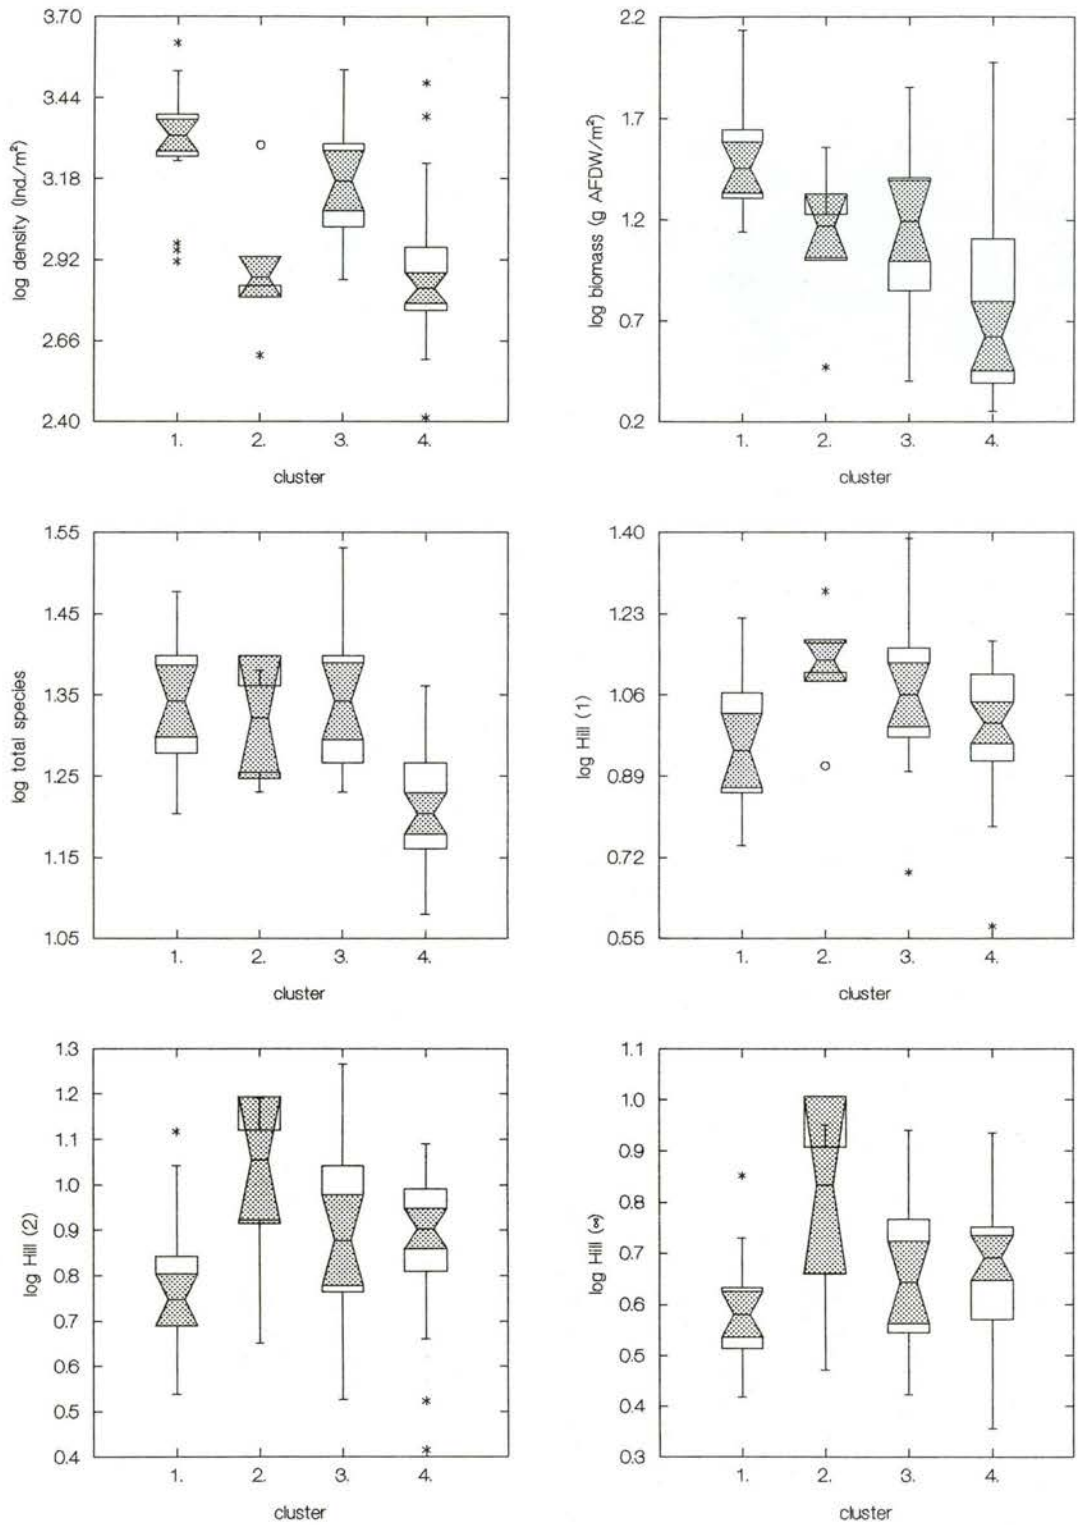 log density (Ind./m²)
3.70
3.44
3.18
2.92
2.66
2.40
1. 2. 3. 4.
cluster
log biomass (g AFDW/m²)
2.2
1.7
1.2
0.7
0.2
1. 2. 3. 4.
cluster
log total species
1.55
1.45
1.35
1.25
1.15
1.05
1. 2. 3. 4.
cluster
log Hill (1)
1.40
1.23
1.06
0.89
0.72
0.55
1. 2. 3. 4.
cluster
log Hill (2)
1.3
1.2
1.1
1.0
0.9
0.8
0.7
0.6
0.5
0.4
1. 2. 3. 4.
cluster
log Hill (∞)
1.1
1.0
0.9
0.8
0.7
0.6
0.5
0.4
0.3
1. 2. 3. 4.
cluster